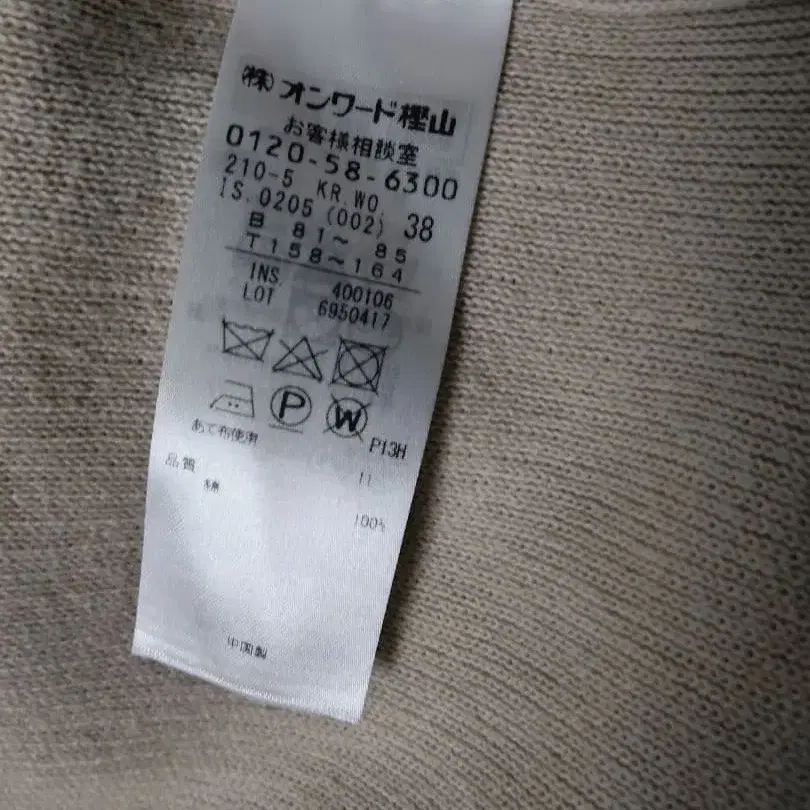 (株)オンワード樫山
お客様相談室
0120-58-6300
210-5 KR.WO.
IS.0205 (002) 38
B 81～ 85
T 158～164
INS 400106
LOT 6950417
P
W
あて布使用
P13H
品質 11
綿 100%
中国製